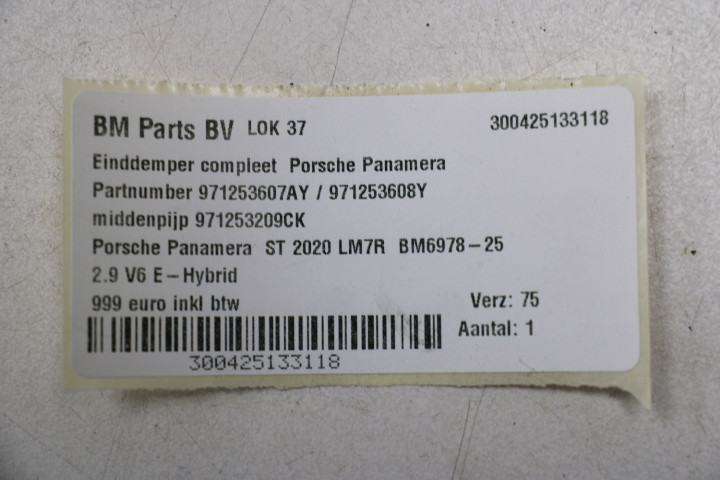 BM Parts BV LOK 37 300425133118
Einddemper compleet Porsche Panamera
Partnumber 971253607AY / 971253608Y
middenpijp 971253209CK
Porsche Panamera ST 2020 LM7R BM6978-25
2.9 V6 E-Hybrid
999 euro inkl btw Verz: 75
Aantal: 1
300425133118